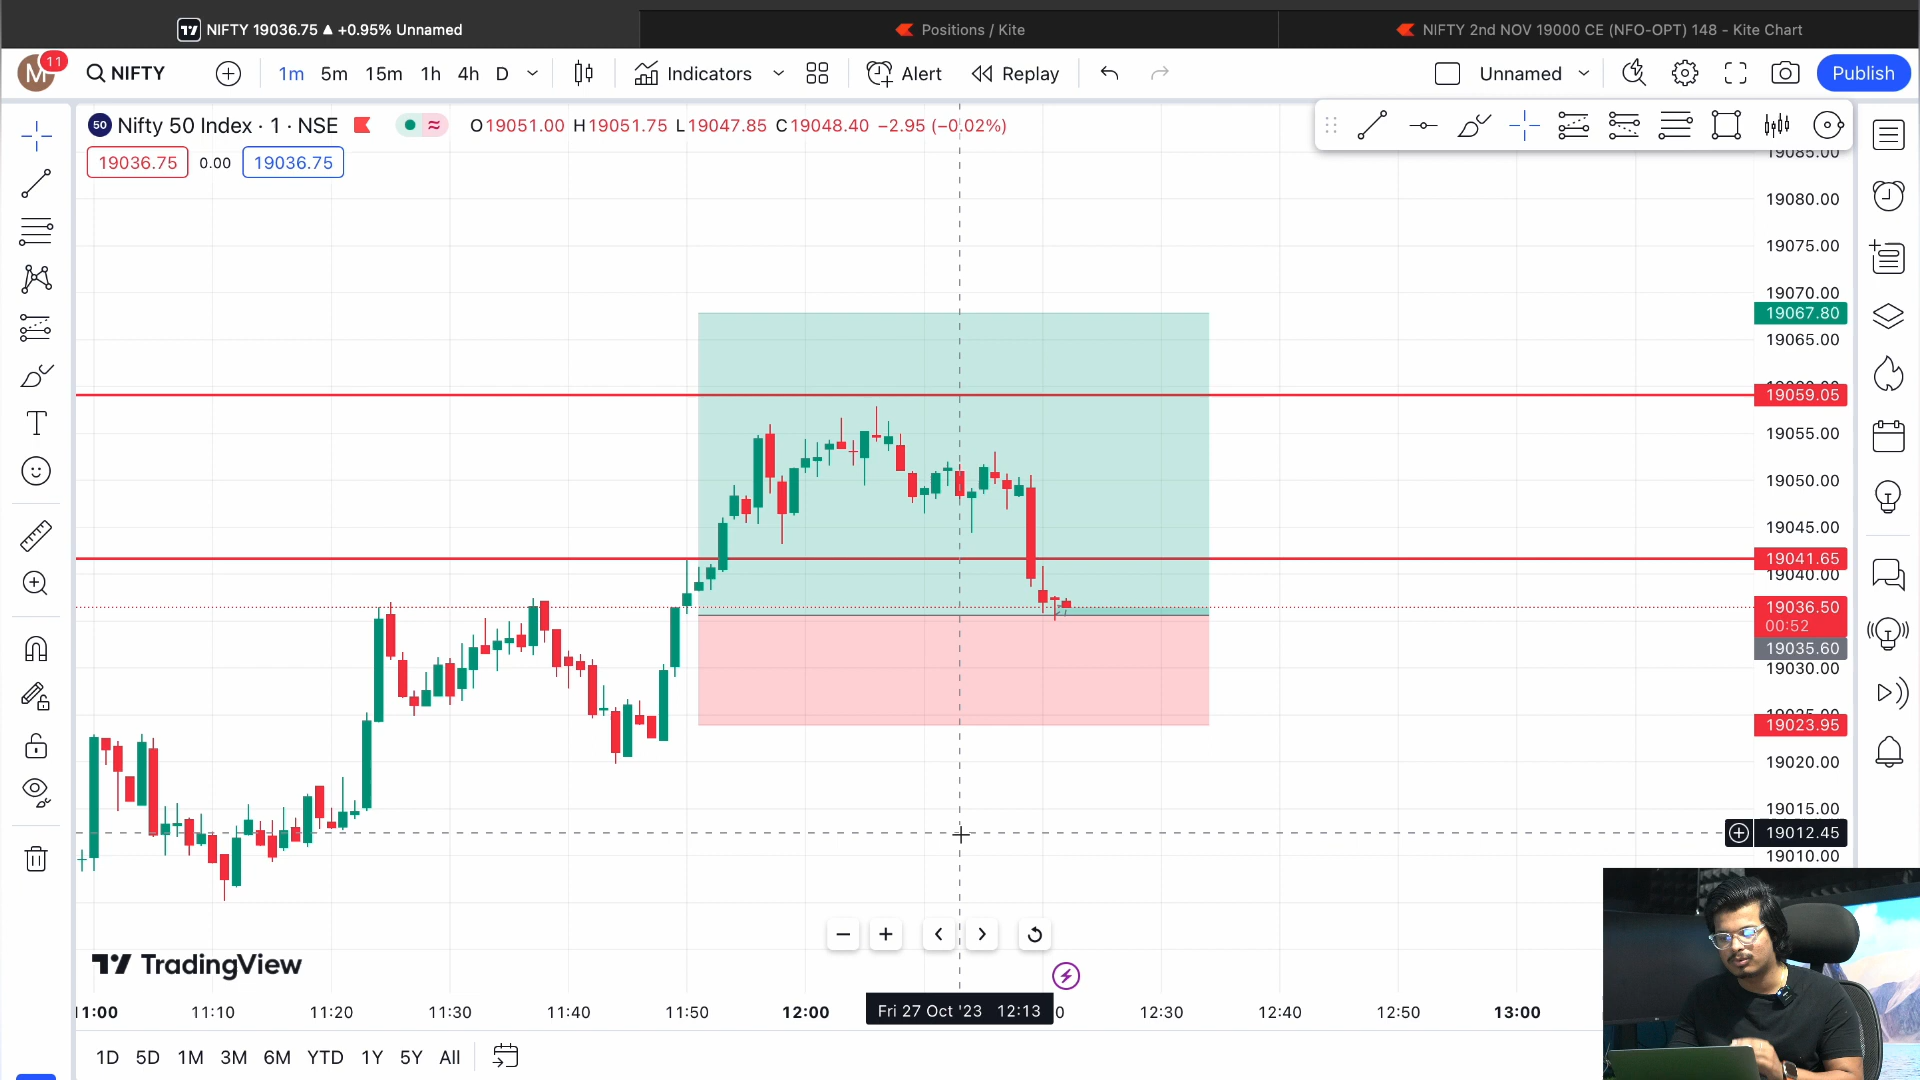 NIFTY 19036.75 ▲ +0.95% Unnamed
Positions / Kite
NIFTY 2nd NOV 19000 CE (NFO-OPT) 148 - Kite Chart
M
11
NIFTY
1m 5m 15m 1h 4h D
Indicators
Alert
Replay
Unnamed
Publish
50 Nifty 50 Index · 1 · NSE
O19051.00 H19051.75 L19047.85 C19048.40 −2.95 (−0.02%)
19036.75 0.00 19036.75
19085.00
19080.00
19075.00
19070.00
19067.80
19065.00
19059.05
19055.00
19050.00
19045.00
19041.65
19040.00
19036.50
00:52
19035.60
19030.00
19023.95
19020.00
19015.00
19012.45
19010.00
TradingView
11:00 11:10 11:20 11:30 11:40 11:50 12:00 Fri 27 Oct '23 12:13 12:30 12:40 12:50 13:00
1D 5D 1M 3M 6M YTD 1Y 5Y All